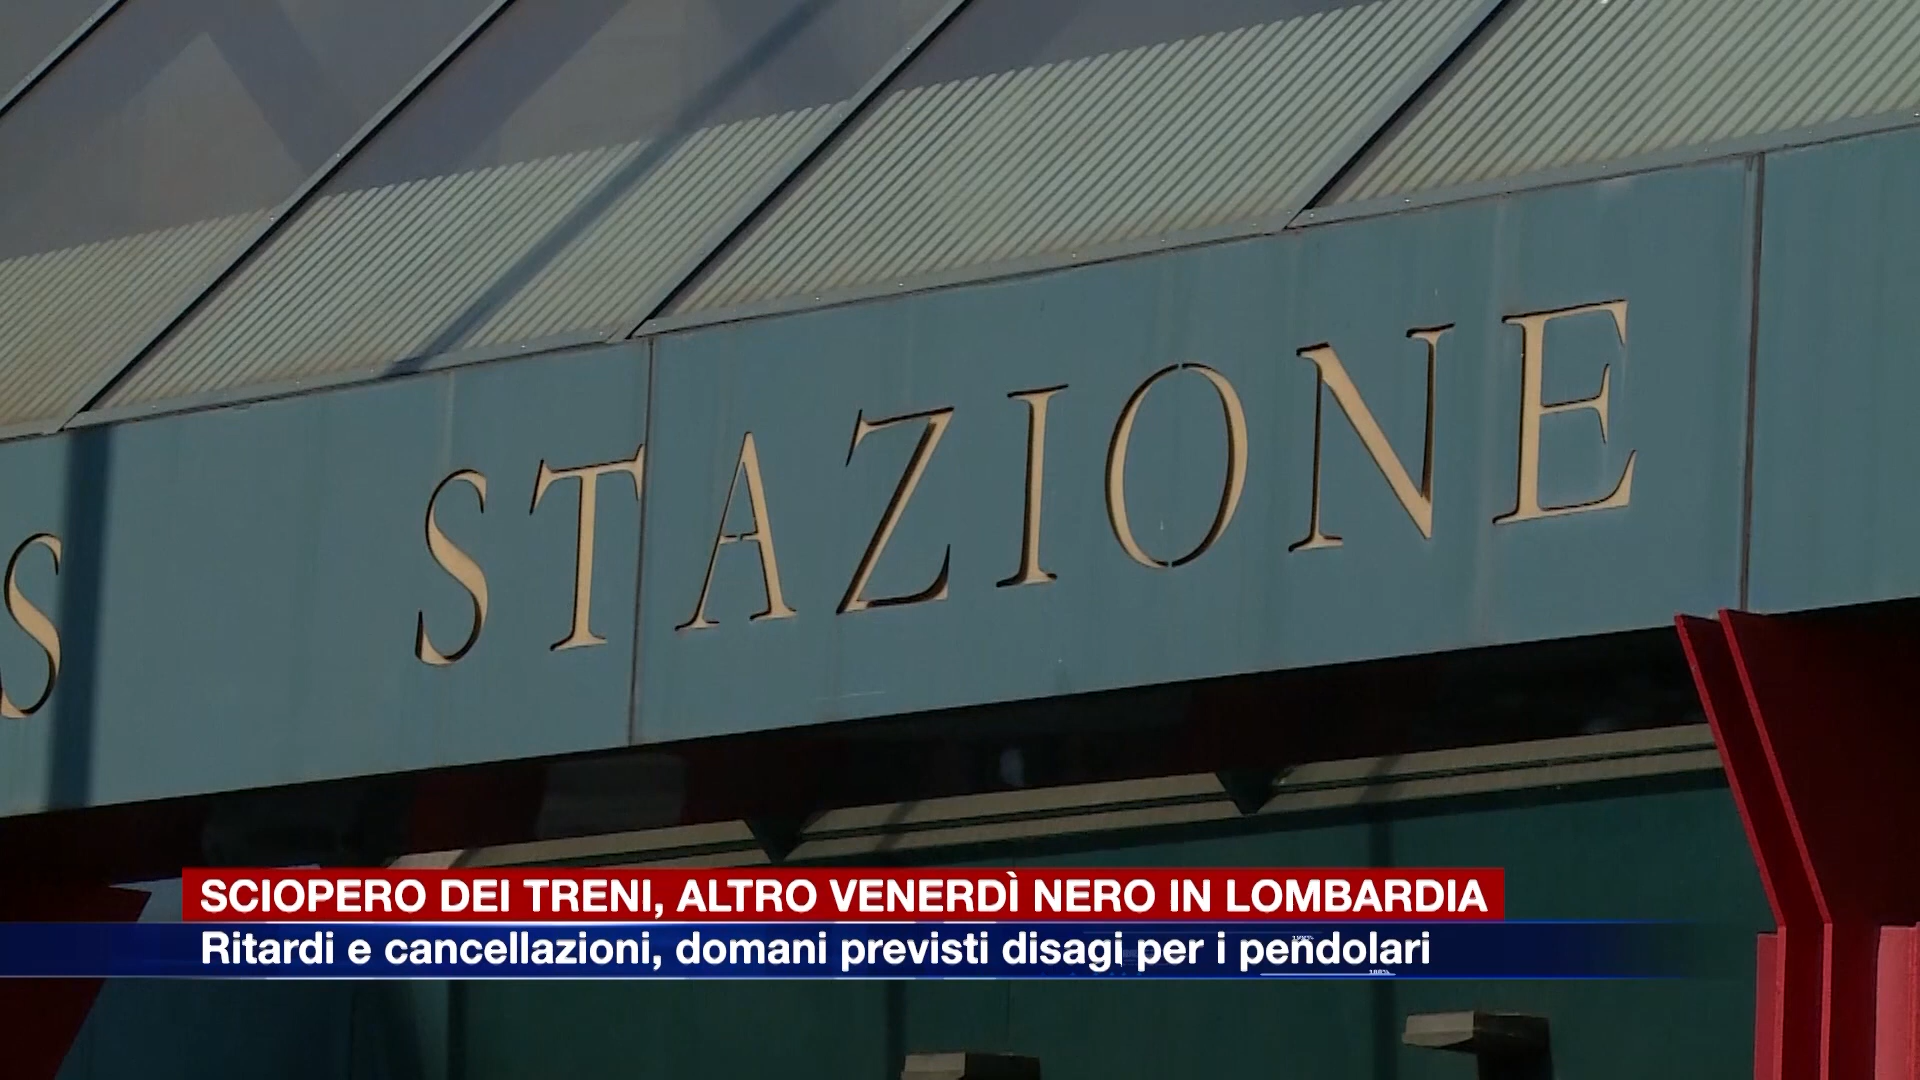 S STAZIONE
SCIOPERO DEI TRENI, ALTRO VENERDÌ NERO IN LOMBARDIA
Ritardi e cancellazioni, domani previsti disagi per i pendolari